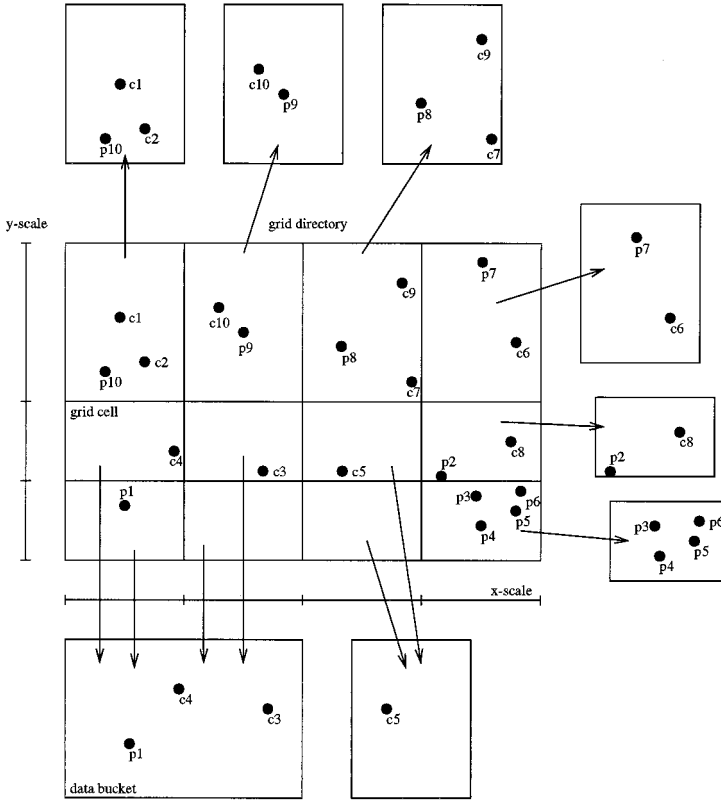 c1
c2
p10
c10
p9
c9
p8
c7
y-scale
grid directory
p7
c6
c1
c2
p10
c10
p9
c9
p8
c7
p7
c6
grid cell
c4
c3
c5
c8
p2
p2
c8
p1
p3
p6
p5
p4
p3
p6
p5
p4
x-scale
c4
c3
p1
data bucket
c5